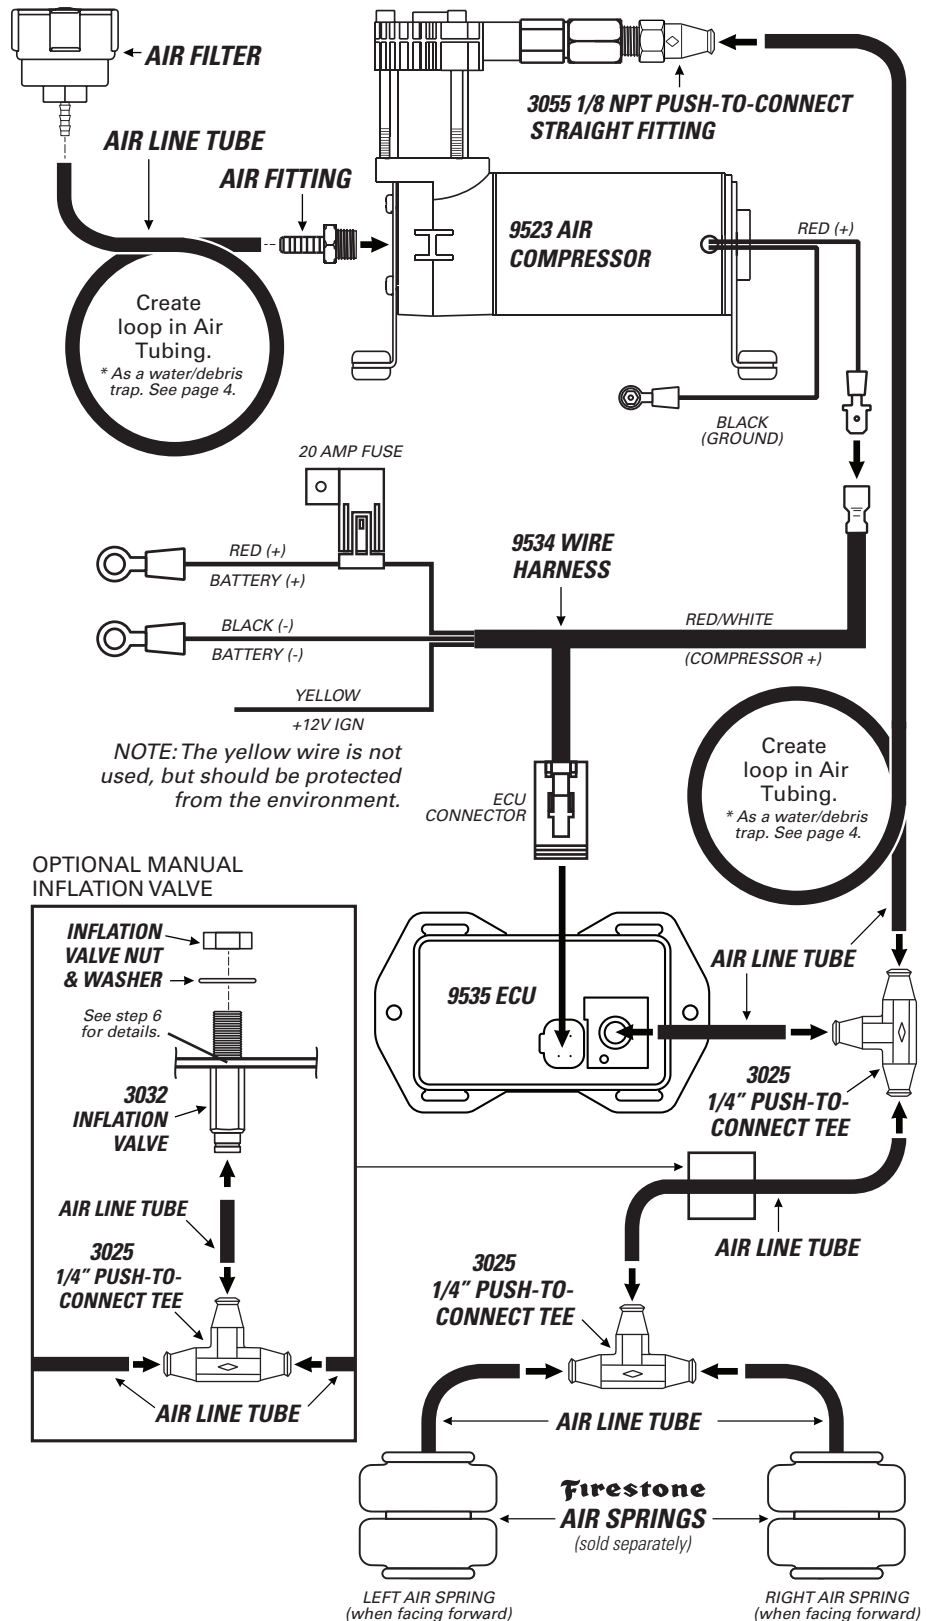 AIR FILTER
3055 1/8 NPT PUSH-TO-CONNECT
STRAIGHT FITTING
AIR LINE TUBE
AIR FITTING
9523 AIR
COMPRESSOR
RED (+)
Create
loop in Air
Tubing.
* As a water/debris
trap. See page 4.
BLACK
(GROUND)
20 AMP FUSE
RED (+)
BATTERY (+)
9534 WIRE
HARNESS
BLACK (-)
BATTERY (-)
RED/WHITE
(COMPRESSOR +)
YELLOW
+12V IGN
NOTE: The yellow wire is not
used, but should be protected
from the environment.
ECU
CONNECTOR
Create
loop in Air
Tubing.
* As a water/debris
trap. See page 4.
OPTIONAL MANUAL
INFLATION VALVE
INFLATION
VALVE NUT
& WASHER
See step 6
for details.
3032
INFLATION
VALVE
AIR LINE TUBE
3025
1/4” PUSH-TO-
CONNECT TEE
AIR LINE TUBE
9535 ECU
AIR LINE TUBE
3025
1/4” PUSH-TO-
CONNECT TEE
AIR LINE TUBE
3025
1/4” PUSH-TO-
CONNECT TEE
AIR LINE TUBE
Firestone
AIR SPRINGS
(sold separately)
LEFT AIR SPRING
(when facing forward)
RIGHT AIR SPRING
(when facing forward)